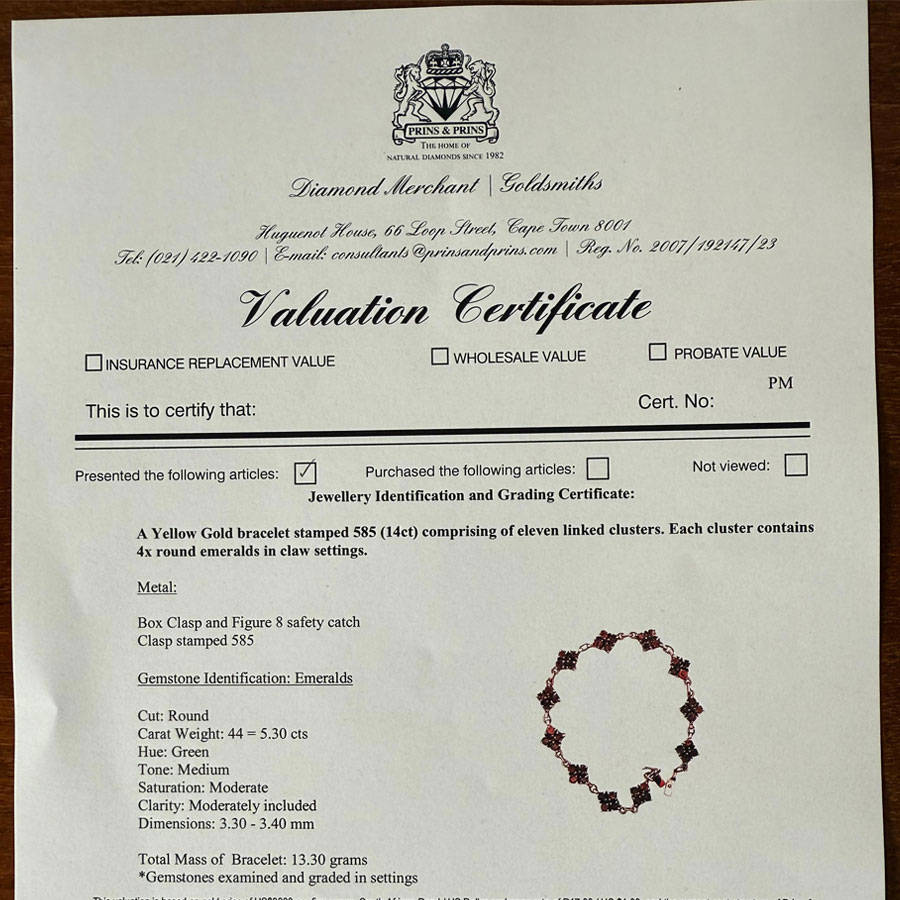 PRINS & PRINS
THE HOME OF
NATURAL DIAMONDS SINCE 1982
Diamond Merchant | Goldsmiths
Huguenot House, 66 Loop Street, Cape Town 8001
Tel: (021) 422-1090 | E-mail: consultants@prinsandprins.com | Reg. No. 2007/192147/23
Valuation Certificate
INSURANCE REPLACEMENT VALUE WHOLESALE VALUE PROBATE VALUE
PM
This is to certify that: Cert. No:
Presented the following articles: Purchased the following articles: Not viewed:
Jewellery Identification and Grading Certificate:
A Yellow Gold bracelet stamped 585 (14ct) comprising of eleven linked clusters. Each cluster contains
4x round emeralds in claw settings.
Metal:
Box Clasp and Figure 8 safety catch
Clasp stamped 585
Gemstone Identification: Emeralds
Cut: Round
Carat Weight: 44 = 5.30 cts
Hue: Green
Tone: Medium
Saturation: Moderate
Clarity: Moderately included
Dimensions: 3.30 - 3.40 mm
Total Mass of Bracelet: 13.30 grams
*Gemstones examined and graded in settings